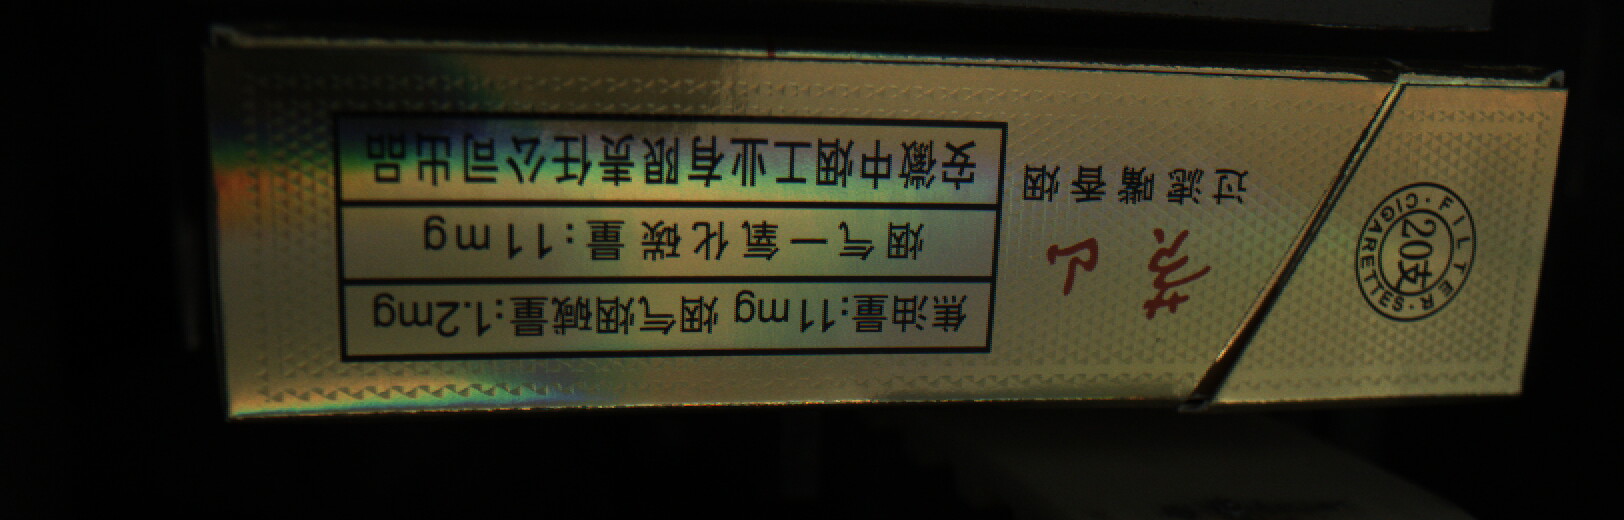 FILTER·CIGARETTES·
20支
黄山
过滤嘴香烟
焦油量:11mg 烟气烟碱量:1.2mg
烟气一氧化碳量:11mg
安徽中烟工业有限责任公司出品